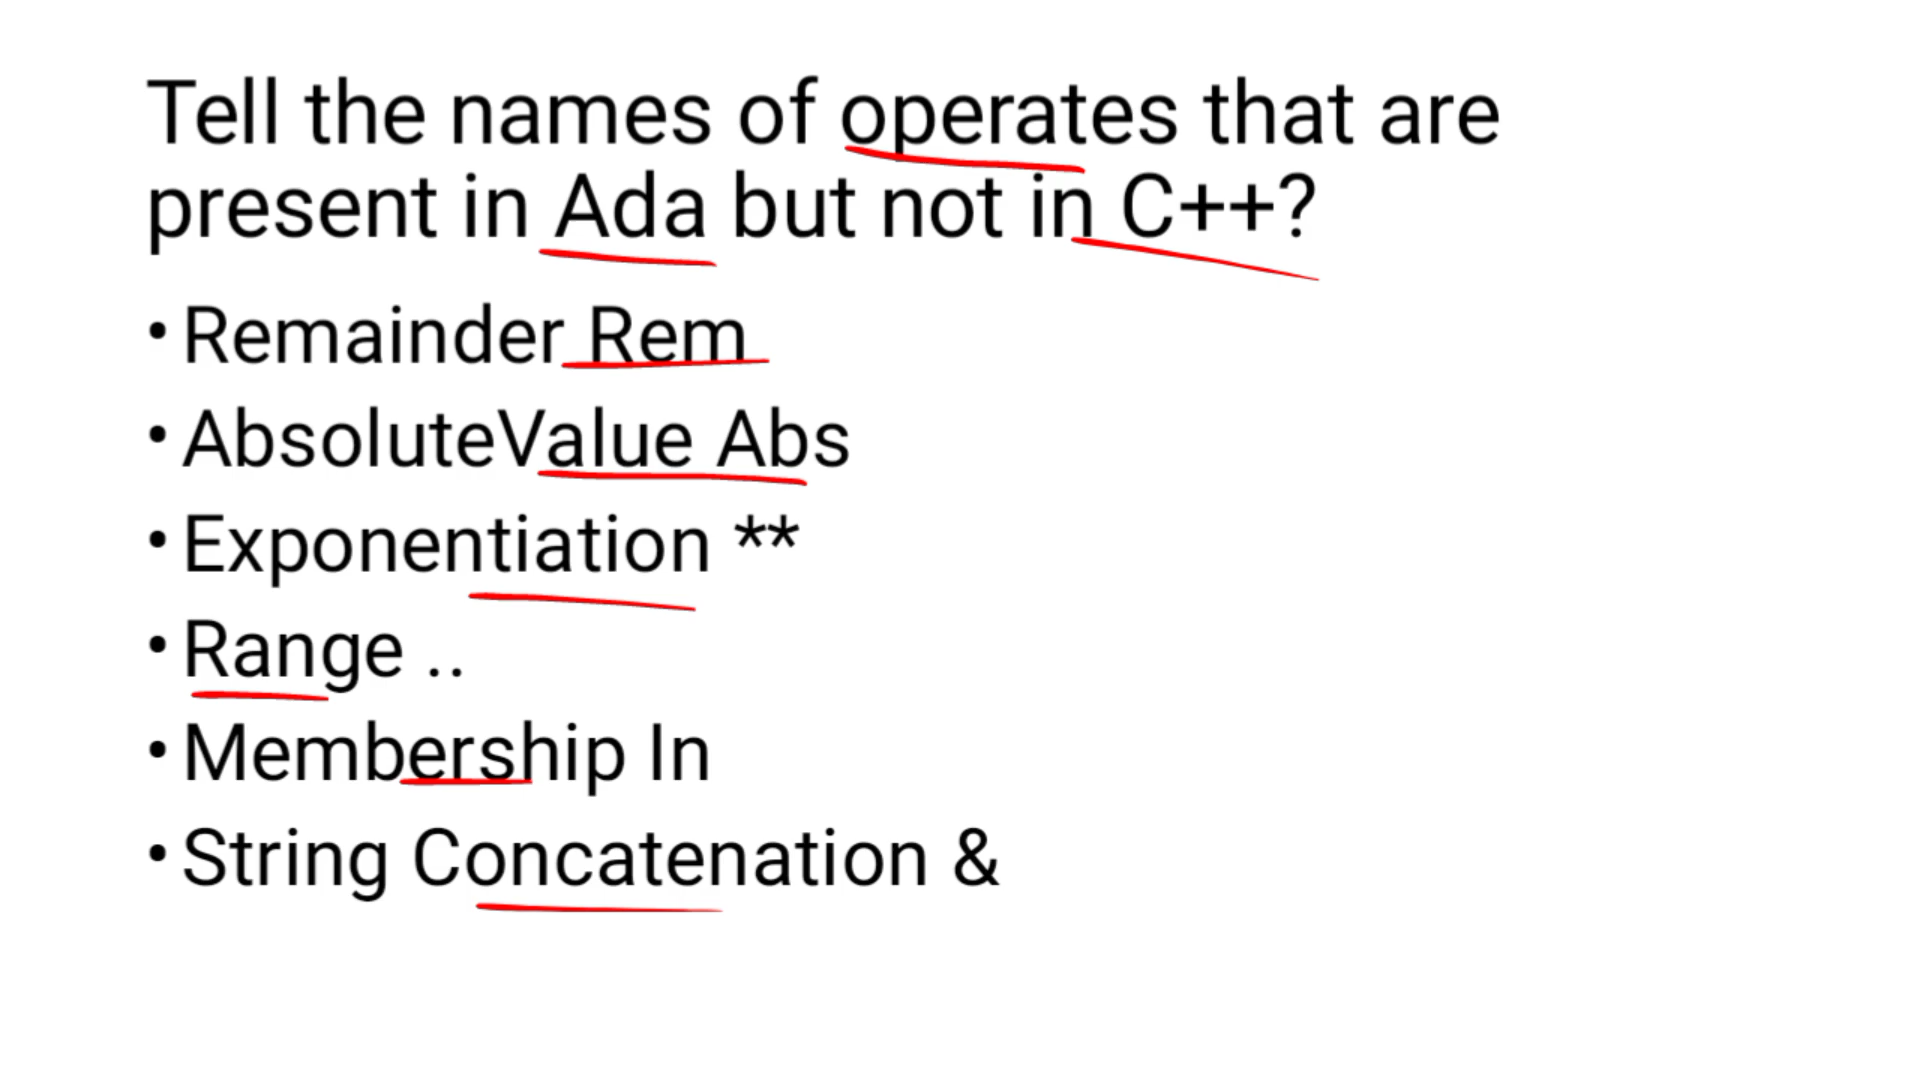 Tell the names of operates that are
present in Ada but not in C++?
• Remainder Rem
• AbsoluteValue Abs
• Exponentiation **
• Range ..
• Membership In
• String Concatenation &